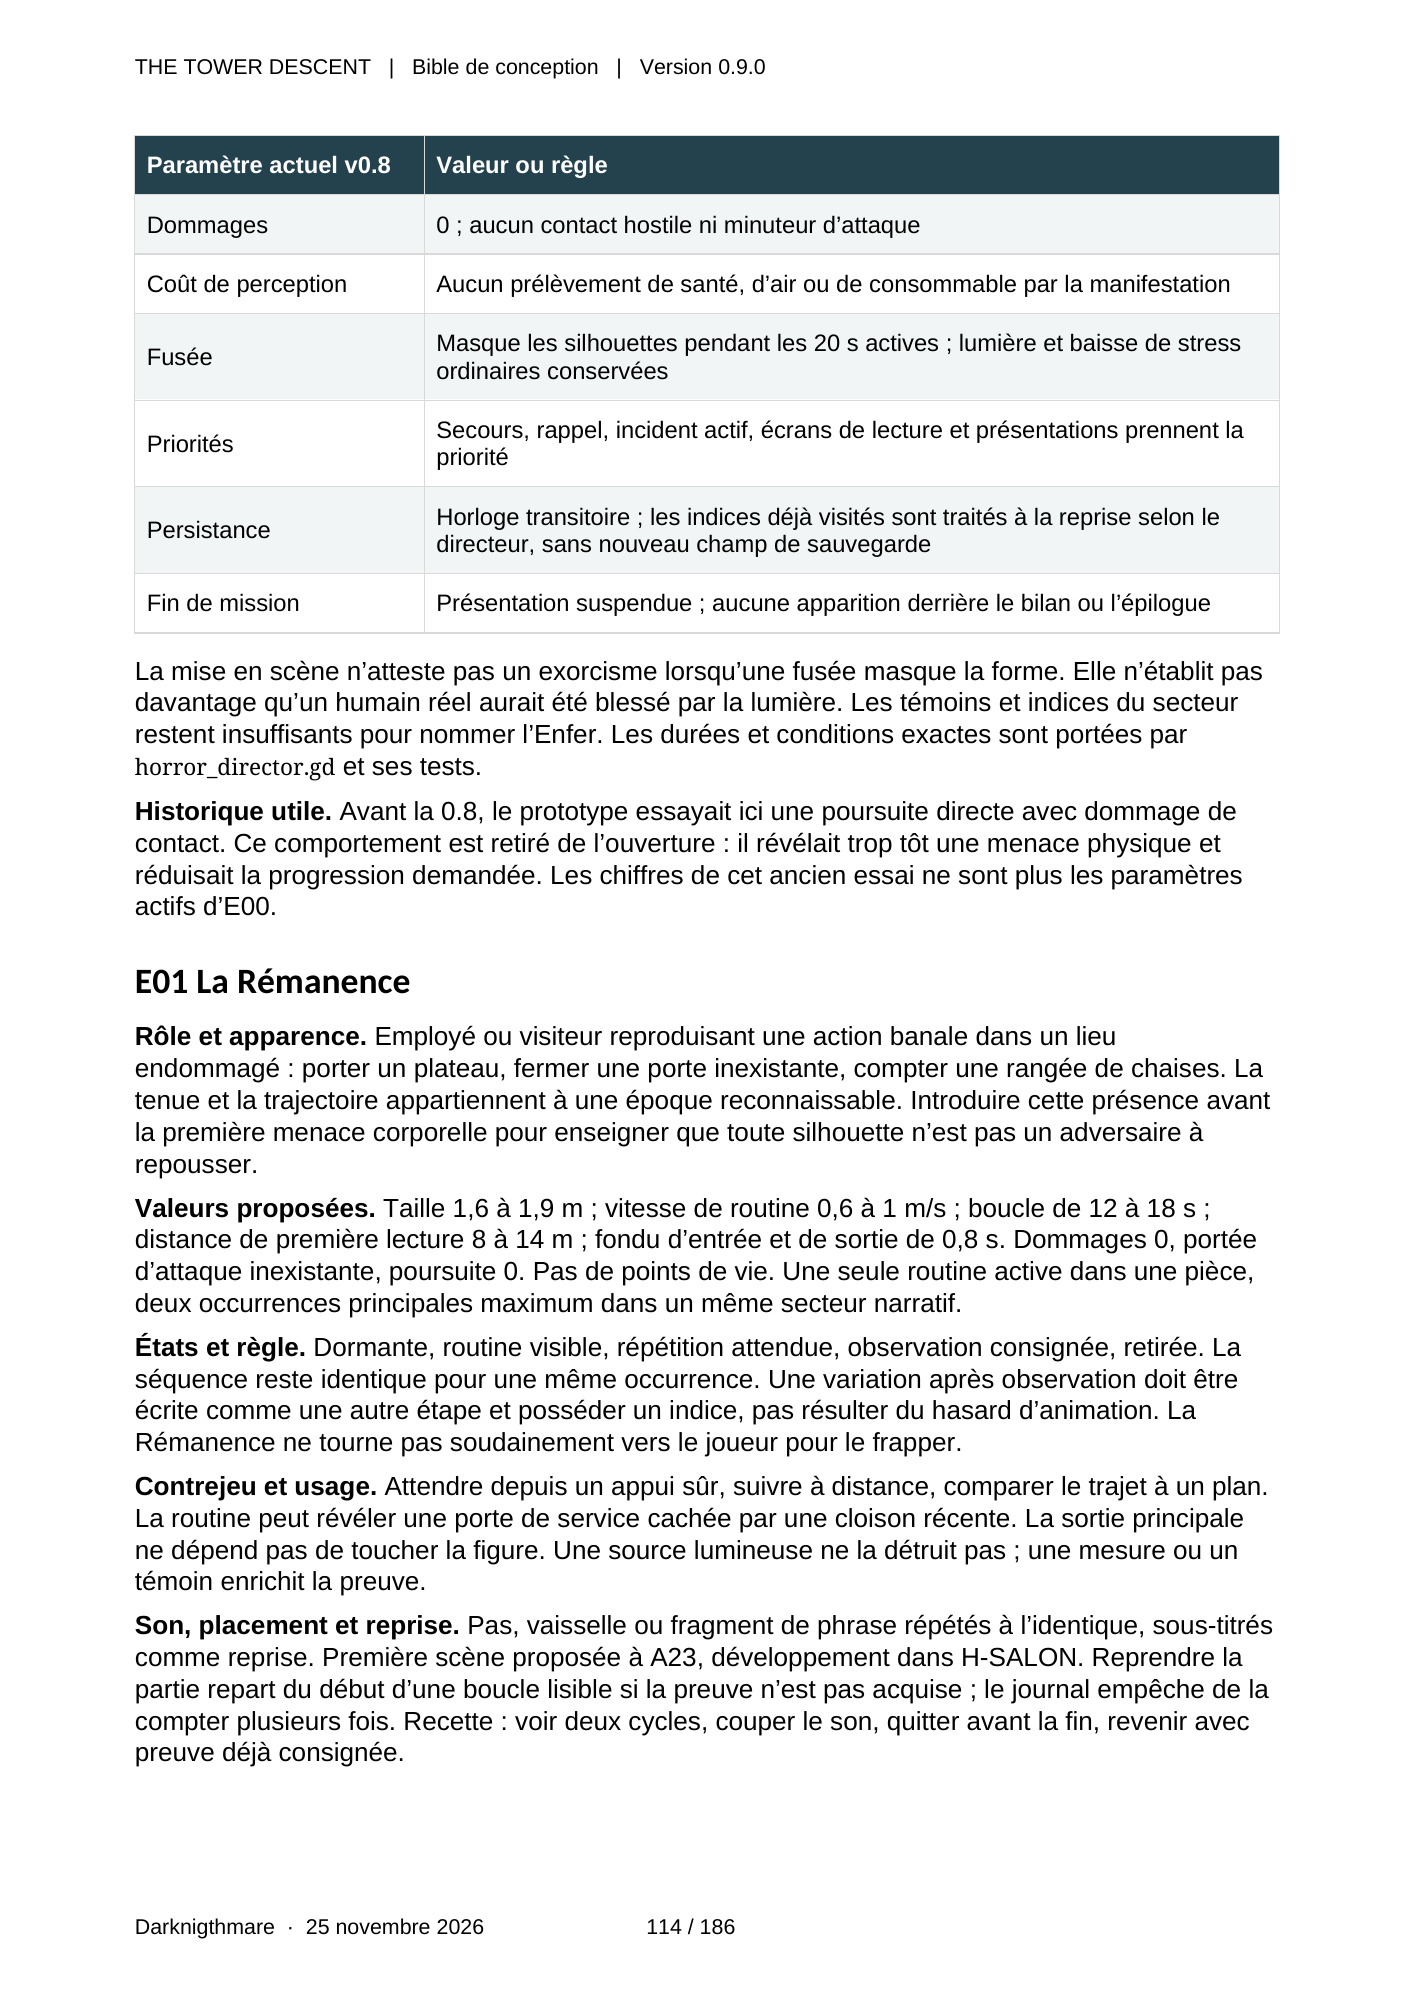 THE TOWER DESCENT | Bible de conception | Version 0.9.0
Paramètre actuel v0.8 Valeur ou règle
Dommages 0 ; aucun contact hostile ni minuteur d’attaque
Coût de perception Aucun prélèvement de santé, d’air ou de consommable par la manifestation
Fusée Masque les silhouettes pendant les 20 s actives ; lumière et baisse de stress
ordinaires conservées
Priorités Secours, rappel, incident actif, écrans de lecture et présentations prennent la
priorité
Persistance Horloge transitoire ; les indices déjà visités sont traités à la reprise selon le
directeur, sans nouveau champ de sauvegarde
Fin de mission Présentation suspendue ; aucune apparition derrière le bilan ou l’épilogue
La mise en scène n’atteste pas un exorcisme lorsqu’une fusée masque la forme. Elle n’établit pas
davantage qu’un humain réel aurait été blessé par la lumière. Les témoins et indices du secteur
restent insuffisants pour nommer l’Enfer. Les durées et conditions exactes sont portées par
horror_director.gd et ses tests.
Historique utile. Avant la 0.8, le prototype essayait ici une poursuite directe avec dommage de
contact. Ce comportement est retiré de l’ouverture : il révélait trop tôt une menace physique et
réduisait la progression demandée. Les chiffres de cet ancien essai ne sont plus les paramètres
actifs d’E00.
E01 La Rémanence
Rôle et apparence. Employé ou visiteur reproduisant une action banale dans un lieu
endommagé : porter un plateau, fermer une porte inexistante, compter une rangée de chaises. La
tenue et la trajectoire appartiennent à une époque reconnaissable. Introduire cette présence avant
la première menace corporelle pour enseigner que toute silhouette n’est pas un adversaire à
repousser.
Valeurs proposées. Taille 1,6 à 1,9 m ; vitesse de routine 0,6 à 1 m/s ; boucle de 12 à 18 s ;
distance de première lecture 8 à 14 m ; fondu d’entrée et de sortie de 0,8 s. Dommages 0, portée
d’attaque inexistante, poursuite 0. Pas de points de vie. Une seule routine active dans une pièce,
deux occurrences principales maximum dans un même secteur narratif.
États et règle. Dormante, routine visible, répétition attendue, observation consignée, retirée. La
séquence reste identique pour une même occurrence. Une variation après observation doit être
écrite comme une autre étape et posséder un indice, pas résulter du hasard d’animation. La
Rémanence ne tourne pas soudainement vers le joueur pour le frapper.
Contrejeu et usage. Attendre depuis un appui sûr, suivre à distance, comparer le trajet à un plan.
La routine peut révéler une porte de service cachée par une cloison récente. La sortie principale
ne dépend pas de toucher la figure. Une source lumineuse ne la détruit pas ; une mesure ou un
témoin enrichit la preuve.
Son, placement et reprise. Pas, vaisselle ou fragment de phrase répétés à l’identique, sous-titrés
comme reprise. Première scène proposée à A23, développement dans H-SALON. Reprendre la
partie repart du début d’une boucle lisible si la preuve n’est pas acquise ; le journal empêche de la
compter plusieurs fois. Recette : voir deux cycles, couper le son, quitter avant la fin, revenir avec
preuve déjà consignée.
Darknigthmare · 25 novembre 2026 114 / 186